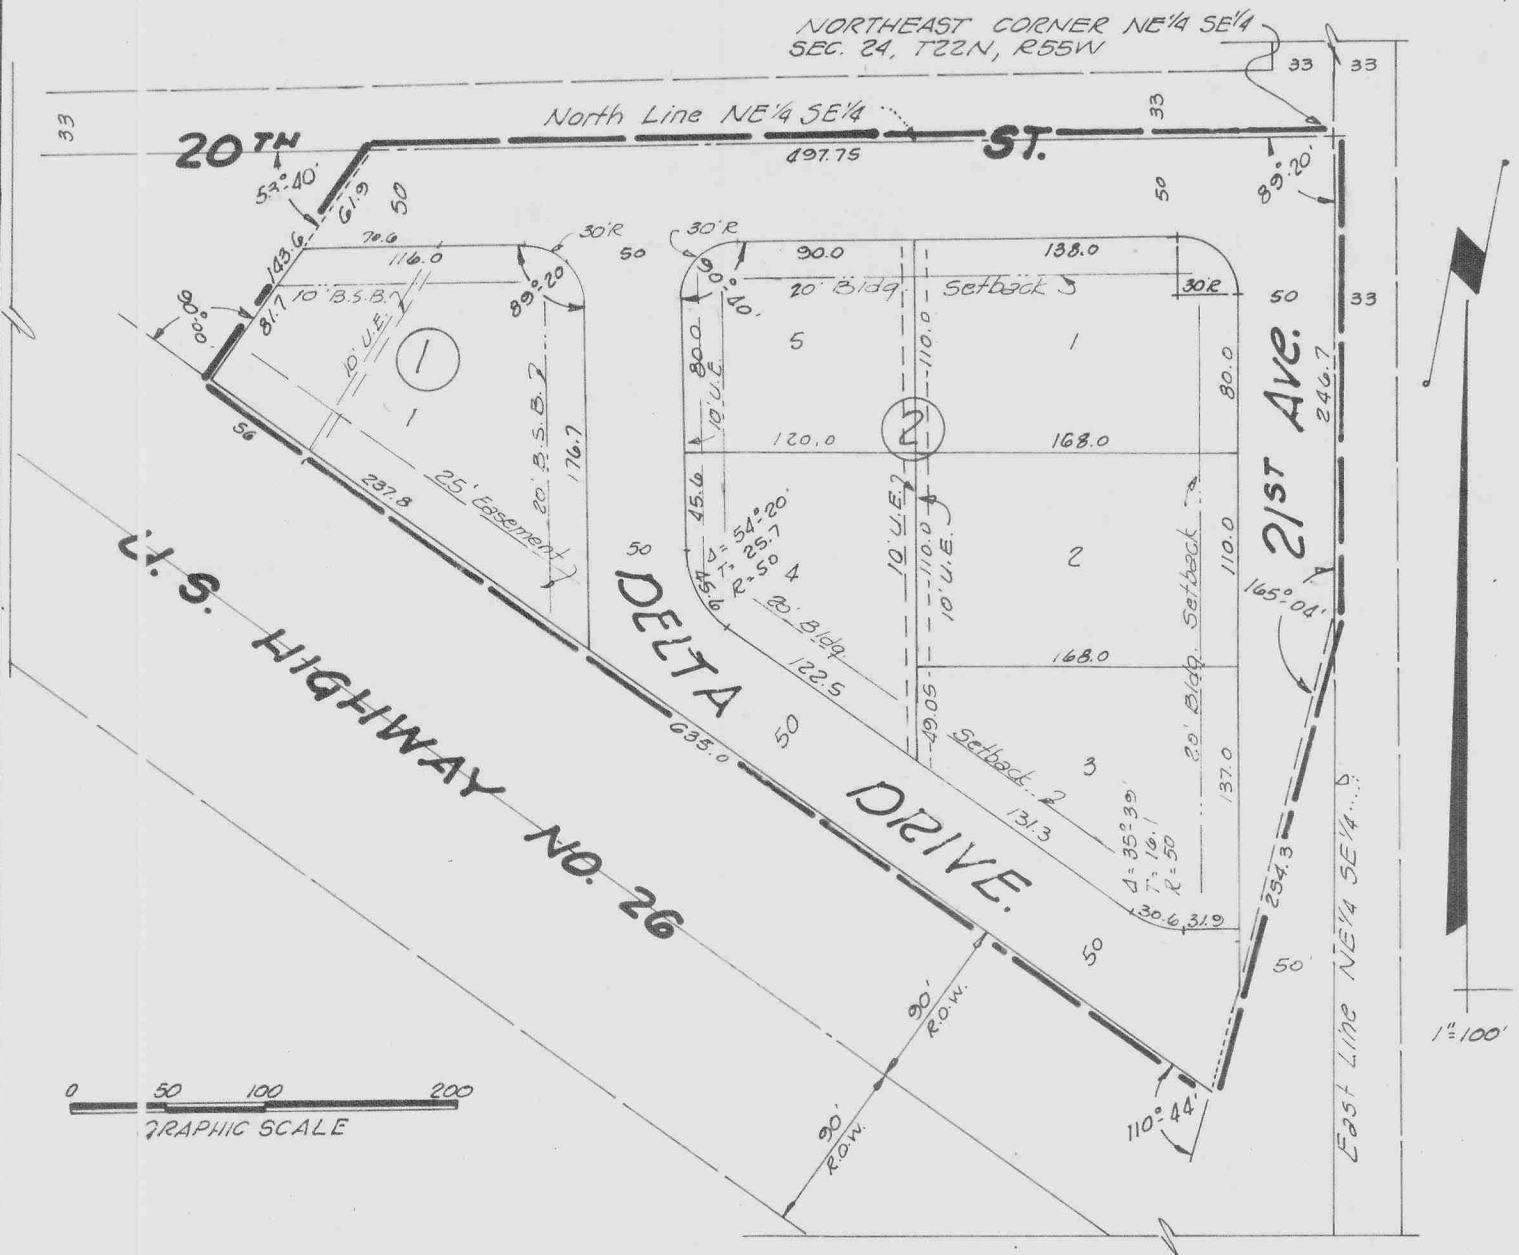 NORTHEAST CORNER NE¼ SE¼
SEC. 24, T22N, R55W
33
33
33
33
North Line NE¼ SE¼
20TH ST.
497.75
53°-40'
61.9
50
50
89°-20'
143.6
70.6
116.0
30'R
50
30'R
90.0
138.0
10' B.S.B.
89°-20'
90°-40'
20' Bldg. Setback
30'R
50
33
90°-00'
81.7
10' U.E.
1
1
80.0
10' U.E.
5
110.0
1
80.0
21ST Ave.
246.7
56
237.8
25' Easement
20' B.S.B.
176.7
120.0
2
168.0
45.6
Δ= 54°-20'
T= 25.7
R= 50
4
10' U.E.
110.0
10' U.E.
2
110.0
20' Bldg. Setback
165°-04'
50
U. S. HIGHWAY NO. 26
DELTA DRIVE.
20' Bldg. Setback
122.5
168.0
49.05
635.0
50
3
137.0
131.3
Δ= 35°-39'
T= 16.1
R= 50
30.6
31.9
254.3
50
50'
East Line NE¼ SE¼
90'
R.O.W.
90'
R.O.W.
110°-44'
1"=100'
0 50 100 200
GRAPHIC SCALE